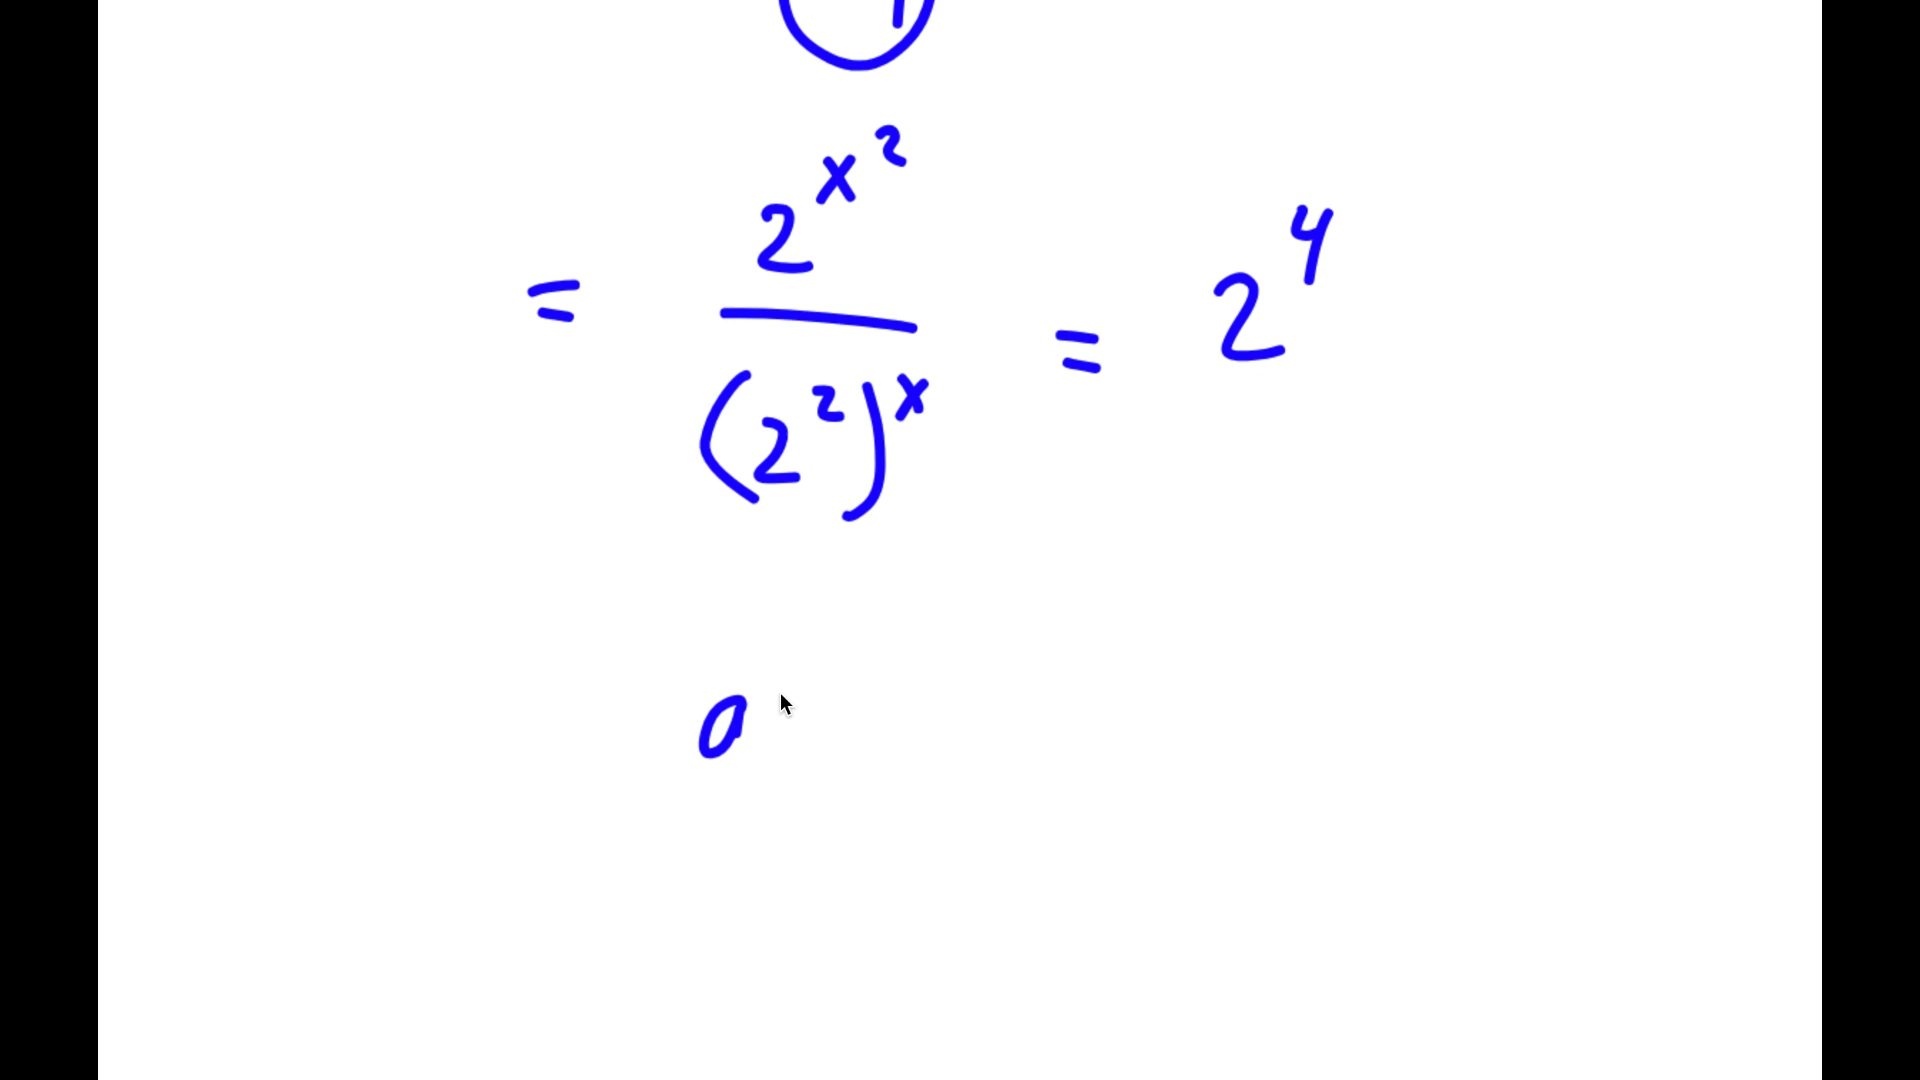 = 2^{x^2} / (2^2)^x = 2^4
a